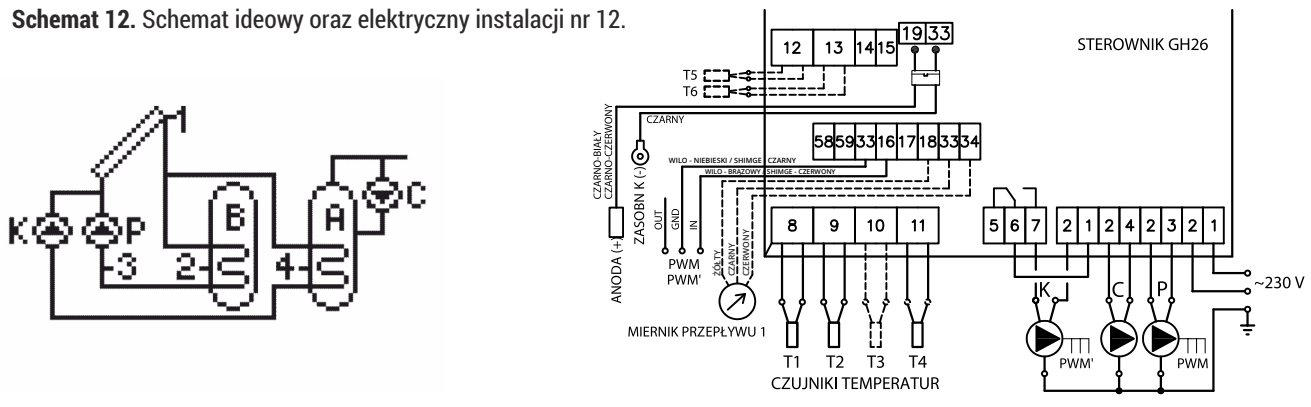 Schemat 12. Schemat ideowy oraz elektryczny instalacji nr 12.
1
K
P
3
B
2
A
4
C
STEROWNIK GH26
12 13 14 15
19 33
T5
T6
CZARNO-BIAŁY
CZARNO-CZERWONY
CZARNY
ANODA (+)
ZASOBN K (-)
58 59 33 16 17 18 33 34
WILO - NIEBIESKI / SHIMGE - CZARNY
WILO - BRĄZOWY / SHIMGE - CZERWONY
OUT
GND
IN
PWM
PWM'
ŻÓŁTY
CZARNY
CZERWONY
MIERNIK PRZEPŁYWU 1
8 9 10 11
T1 T2 T3 T4
CZUJNIKI TEMPERATUR
5 6 7
2 1 2 4 2 3 2 1
K C P
~230 V
PWM'
PWM